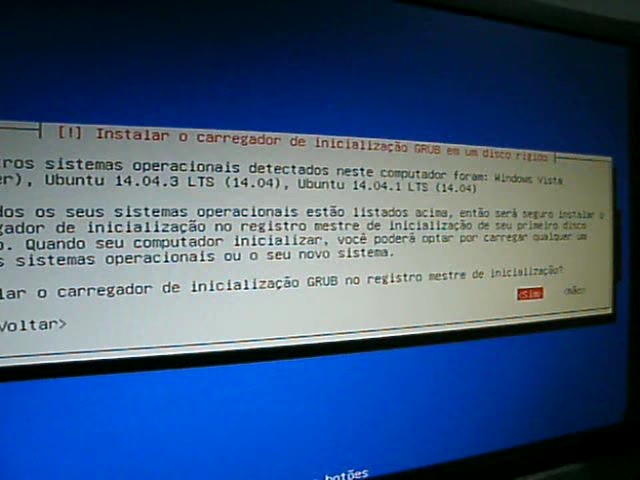 [!] Instalar o carregador de inicialização GRUB em um disco rígido
tros sistemas operacionais detectados neste computador foram: Windows Vista
er), Ubuntu 14.04.3 LTS (14.04), Ubuntu 14.04.1 LTS (14.04)
dos os seus sistemas operacionais estão listados acima, então será seguro instalar o
gador de inicialização no registro mestre de inicialização de seu primeiro disco
o. Quando seu computador inicializar, você poderá optar por carregar qualquer um
s sistemas operacionais ou o seu novo sistema.
lar o carregador de inicialização GRUB no registro mestre de inicialização?
<Sim> <Não>
Voltar>
botões